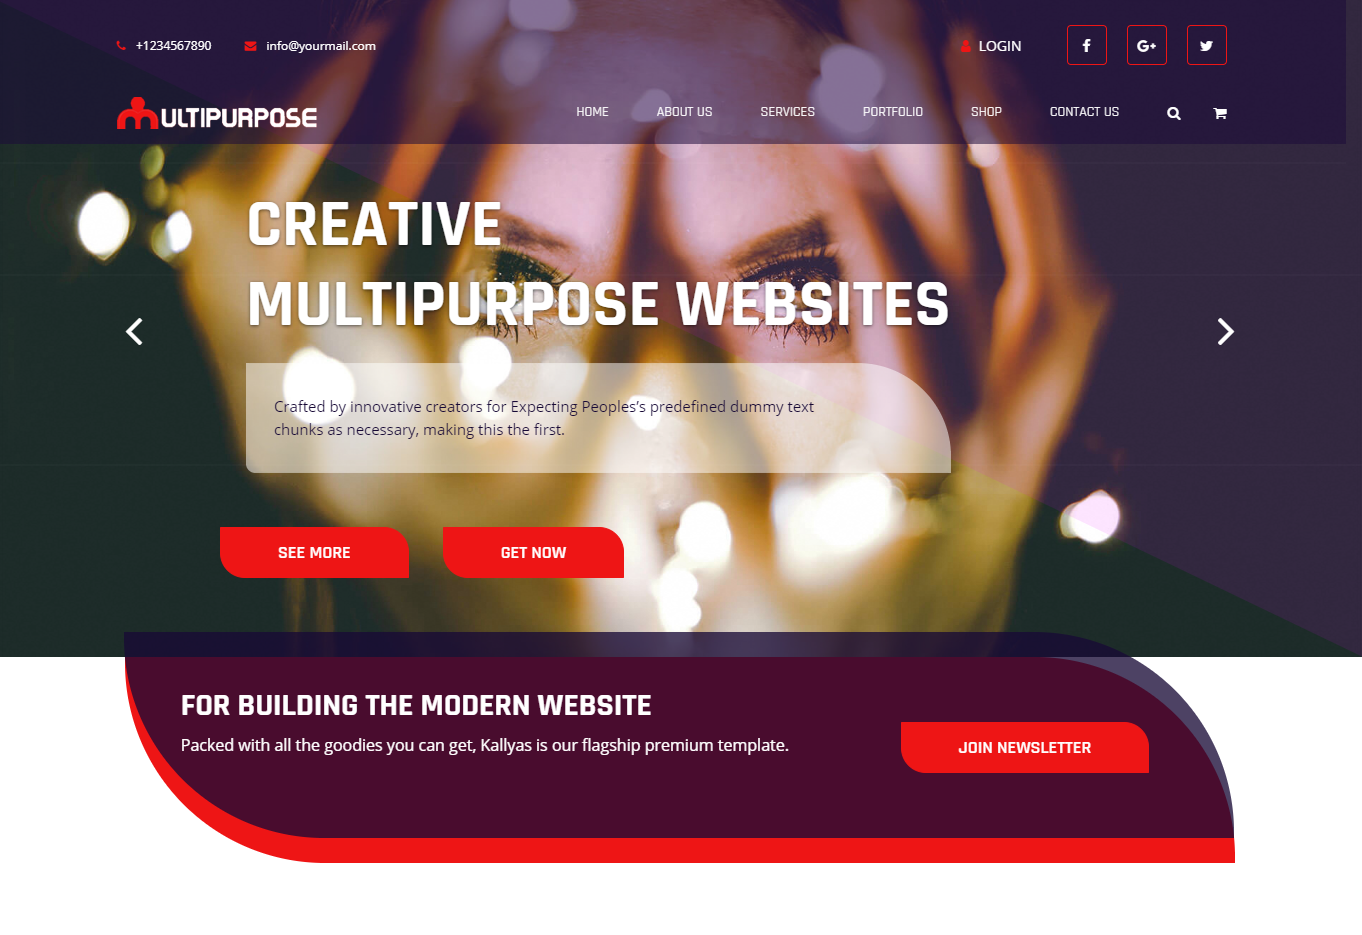 +1234567890 info@yourmail.com LOGIN
ULTIPURPOSE HOME ABOUT US SERVICES PORTFOLIO SHOP CONTACT US
CREATIVE
MULTIPURPOSE WEBSITES
Crafted by innovative creators for Expecting Peoples's predefined dummy text
chunks as necessary, making this the first.
SEE MORE GET NOW
FOR BUILDING THE MODERN WEBSITE
Packed with all the goodies you can get, Kallyas is our flagship premium template.
JOIN NEWSLETTER